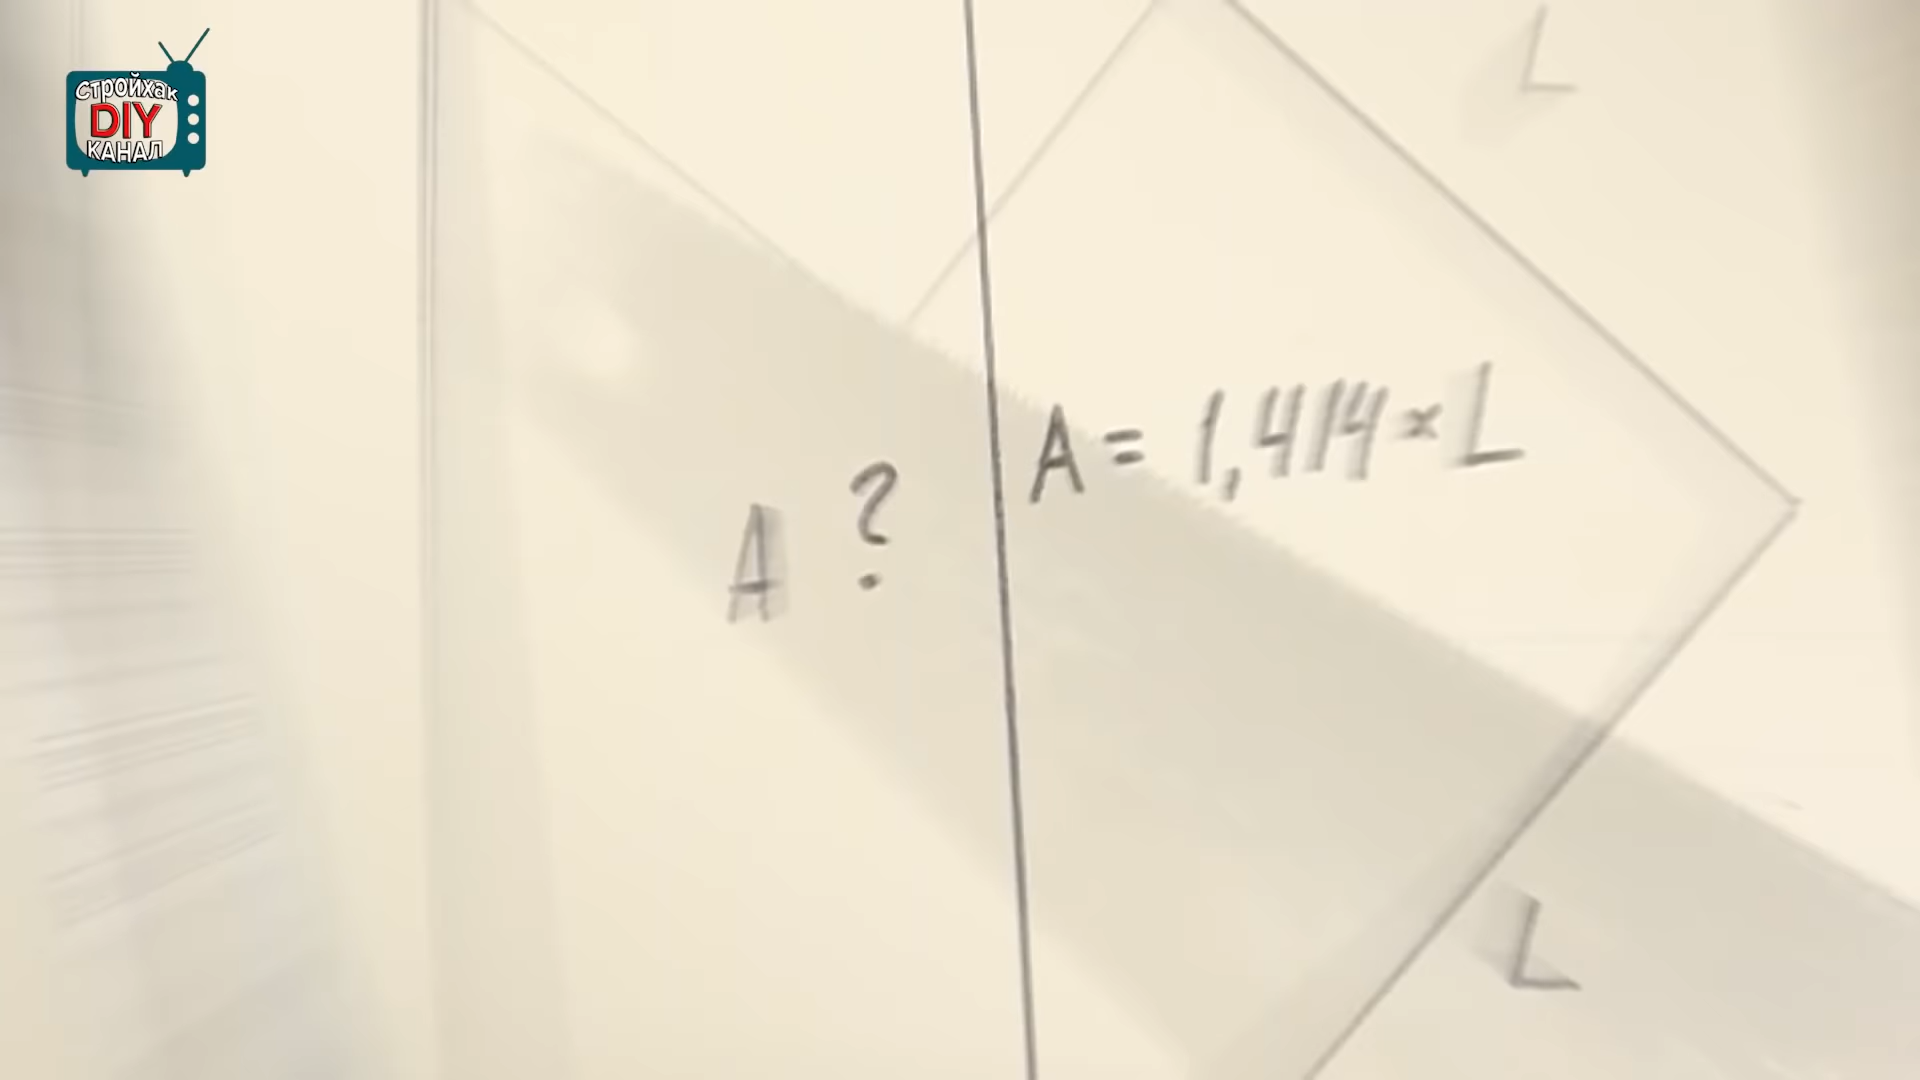 Стройхак
DIY
КАНАЛ
L
A = 1,414 × L
A ?
L